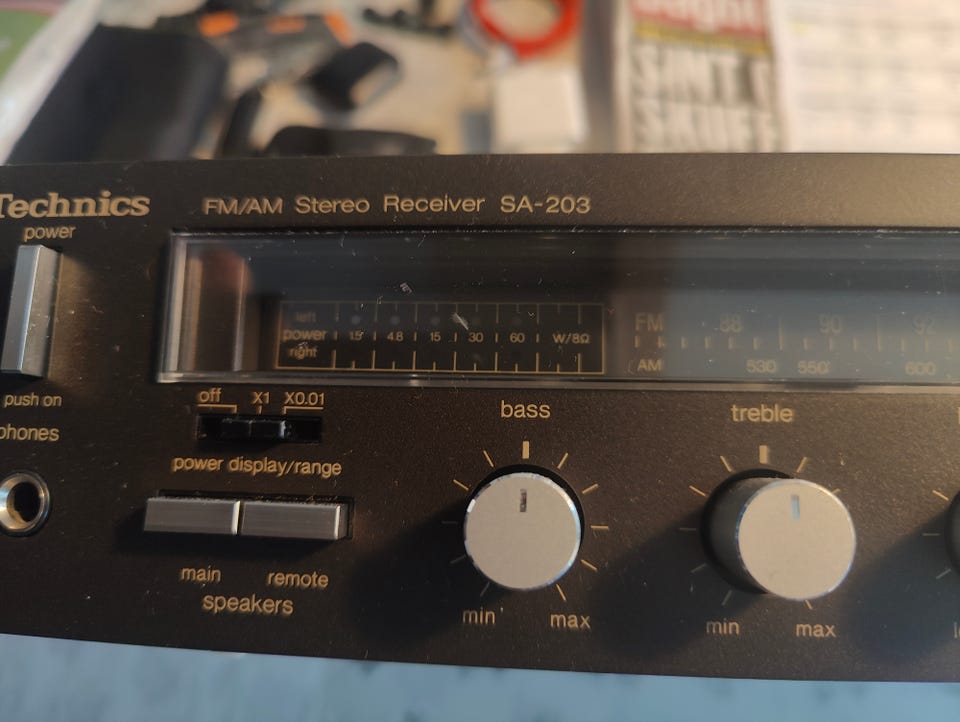 SINT
SKUFF
Technics
FM/AM Stereo Receiver SA-203
power
left
power 1.5 4.8 15 30 60 W/8Ω
right
FM 88 90 92
AM 530 550 600
push on
phones
off X1 X0.01
power display/range
bass
treble
main remote
speakers
min max
min max